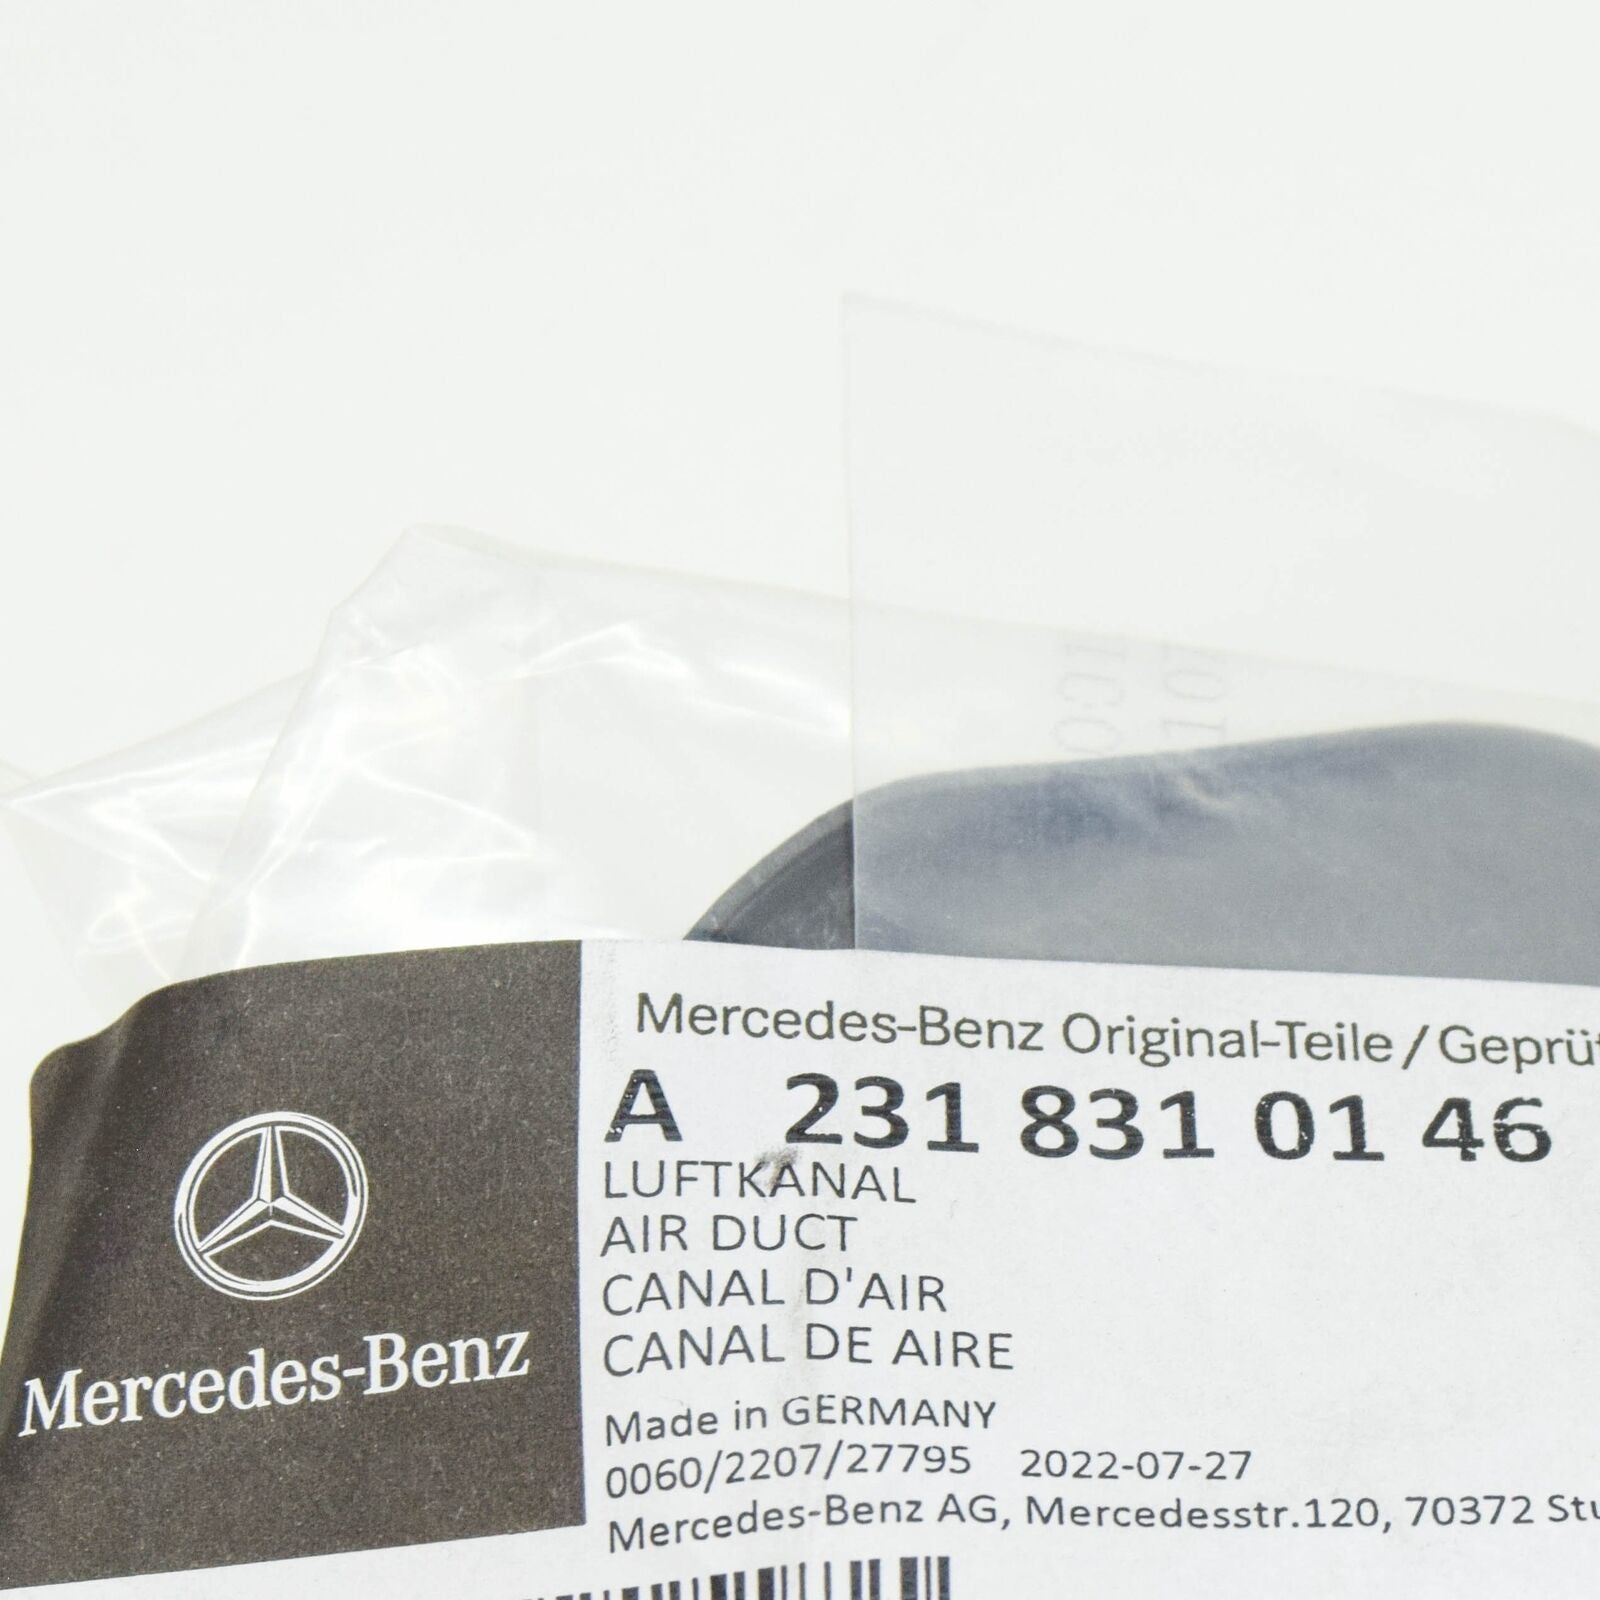 Mercedes-Benz Original-Teile / Geprüf
A 231 831 01 46
LUFTKANAL
AIR DUCT
CANAL D'AIR
CANAL DE AIRE
Made in GERMANY
0060/2207/27795 2022-07-27
Mercedes-Benz AG, Mercedesstr.120, 70372 Stu
Mercedes-Benz